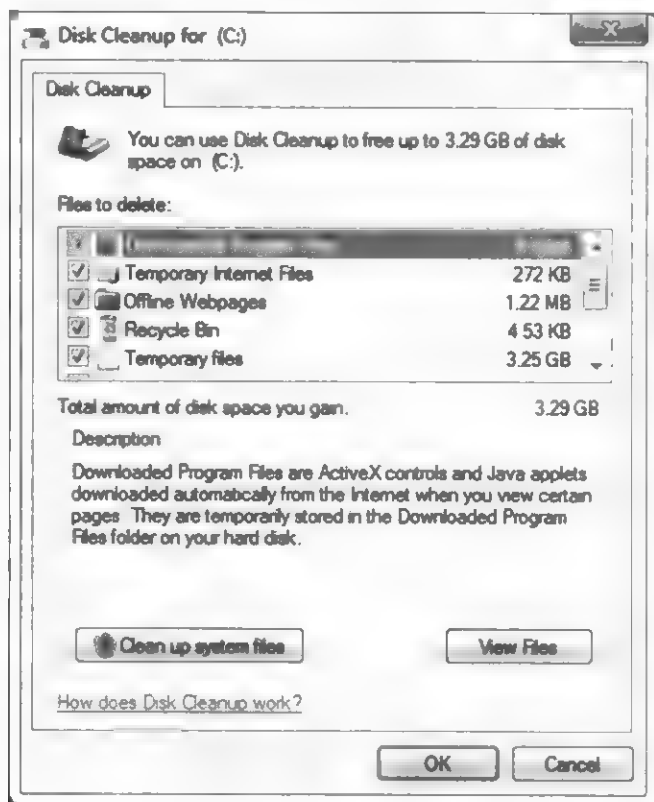 Disk Cleanup for (C:)
Disk Cleanup
You can use Disk Cleanup to free up to 3.29 GB of disk
space on (C:).
Files to delete:
Temporary Internet Files 272 KB
Offline Webpages 1.22 MB
Recycle Bin 4 53 KB
Temporary files 3.25 GB
Total amount of disk space you gain. 3.29 GB
Description
Downloaded Program Files are ActiveX controls and Java applets
downloaded automatically from the Internet when you view certain
pages They are temporarily stored in the Downloaded Program
Files folder on your hard disk.
Clean up system files View Files
How does Disk Cleanup work?
OK Cancel